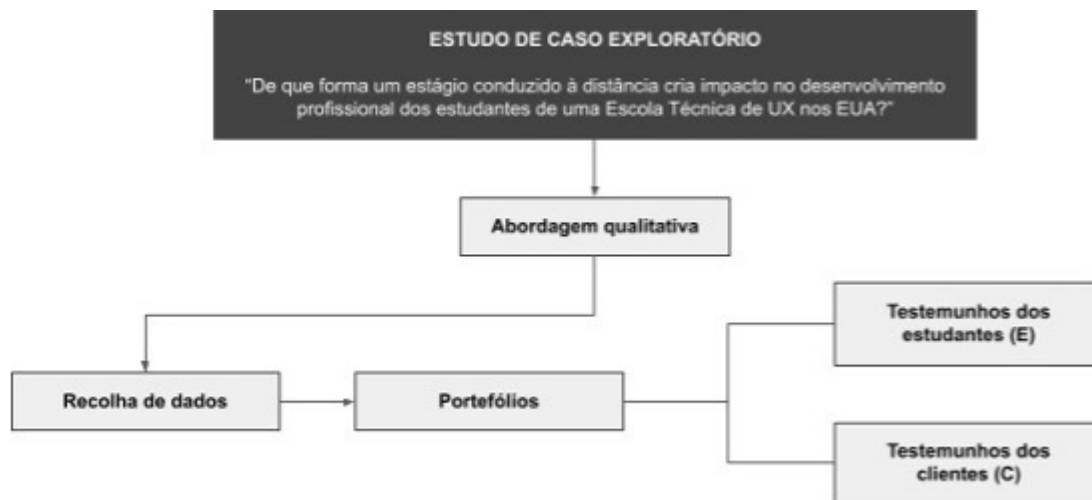 ESTUDO DE CASO EXPLORATÓRIO
"De que forma um estágio conduzido à distância cria impacto no desenvolvimento
profissional dos estudantes de uma Escola Técnica de UX nos EUA?"
Abordagem qualitativa
Recolha de dados
Portefólios
Testemunhos dos
estudantes (E)
Testemunhos dos
clientes (C)